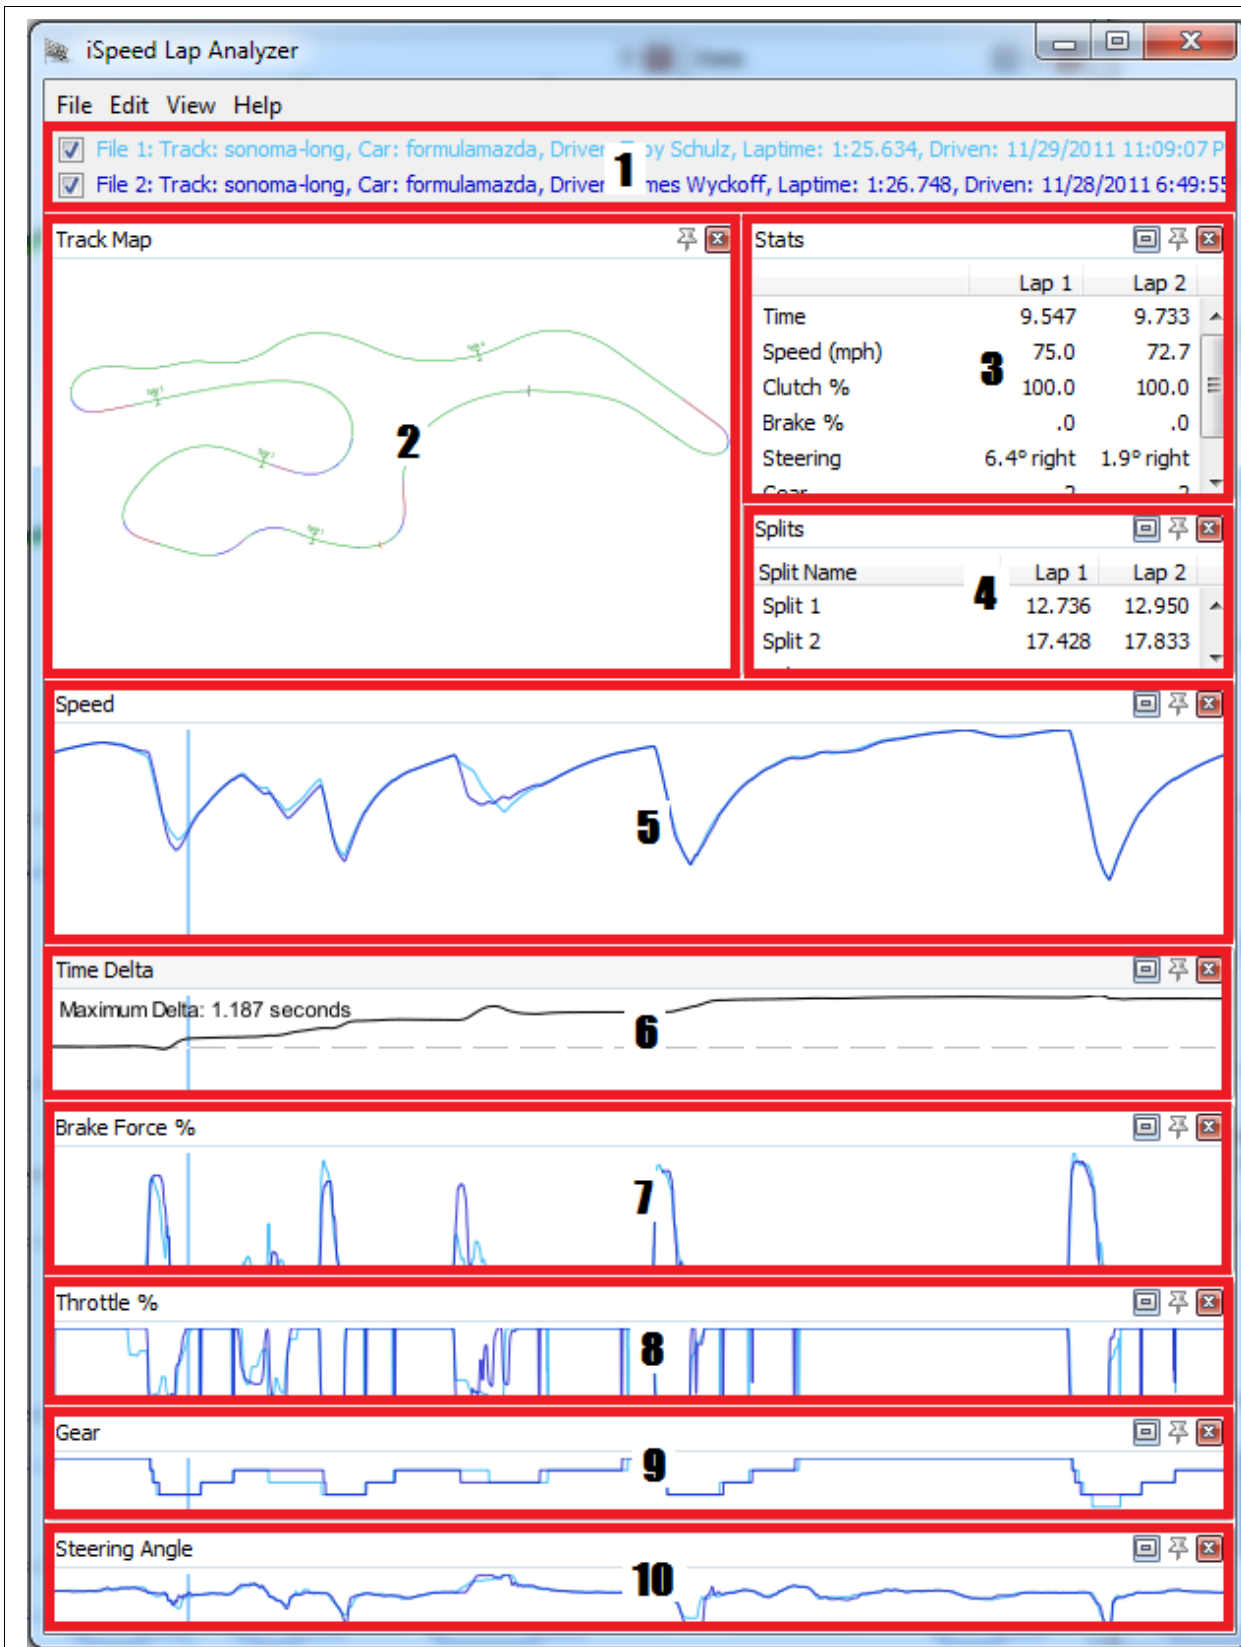 iSpeed Lap Analyzer
File Edit View Help
File 1: Track: sonoma-long, Car: formulamazda, Driver by Schulz, Laptime: 1:25.634, Driven: 11/29/2011 11:09:07 P
1
File 2: Track: sonoma-long, Car: formulamazda, Driver mes Wyckoff, Laptime: 1:26.748, Driven: 11/28/2011 6:49:55
Track Map
2
Stats
Lap 1 Lap 2
Time 9.547 9.733
Speed (mph) 75.0 72.7
3
Clutch % 100.0 100.0
Brake % .0 .0
Steering 6.4° right 1.9° right
Gear 2 2
Splits
Split Name Lap 1 Lap 2
4
Split 1 12.736 12.950
Split 2 17.428 17.833
Speed
5
Time Delta
Maximum Delta: 1.187 seconds
6
Brake Force %
7
Throttle %
8
Gear
9
Steering Angle
10